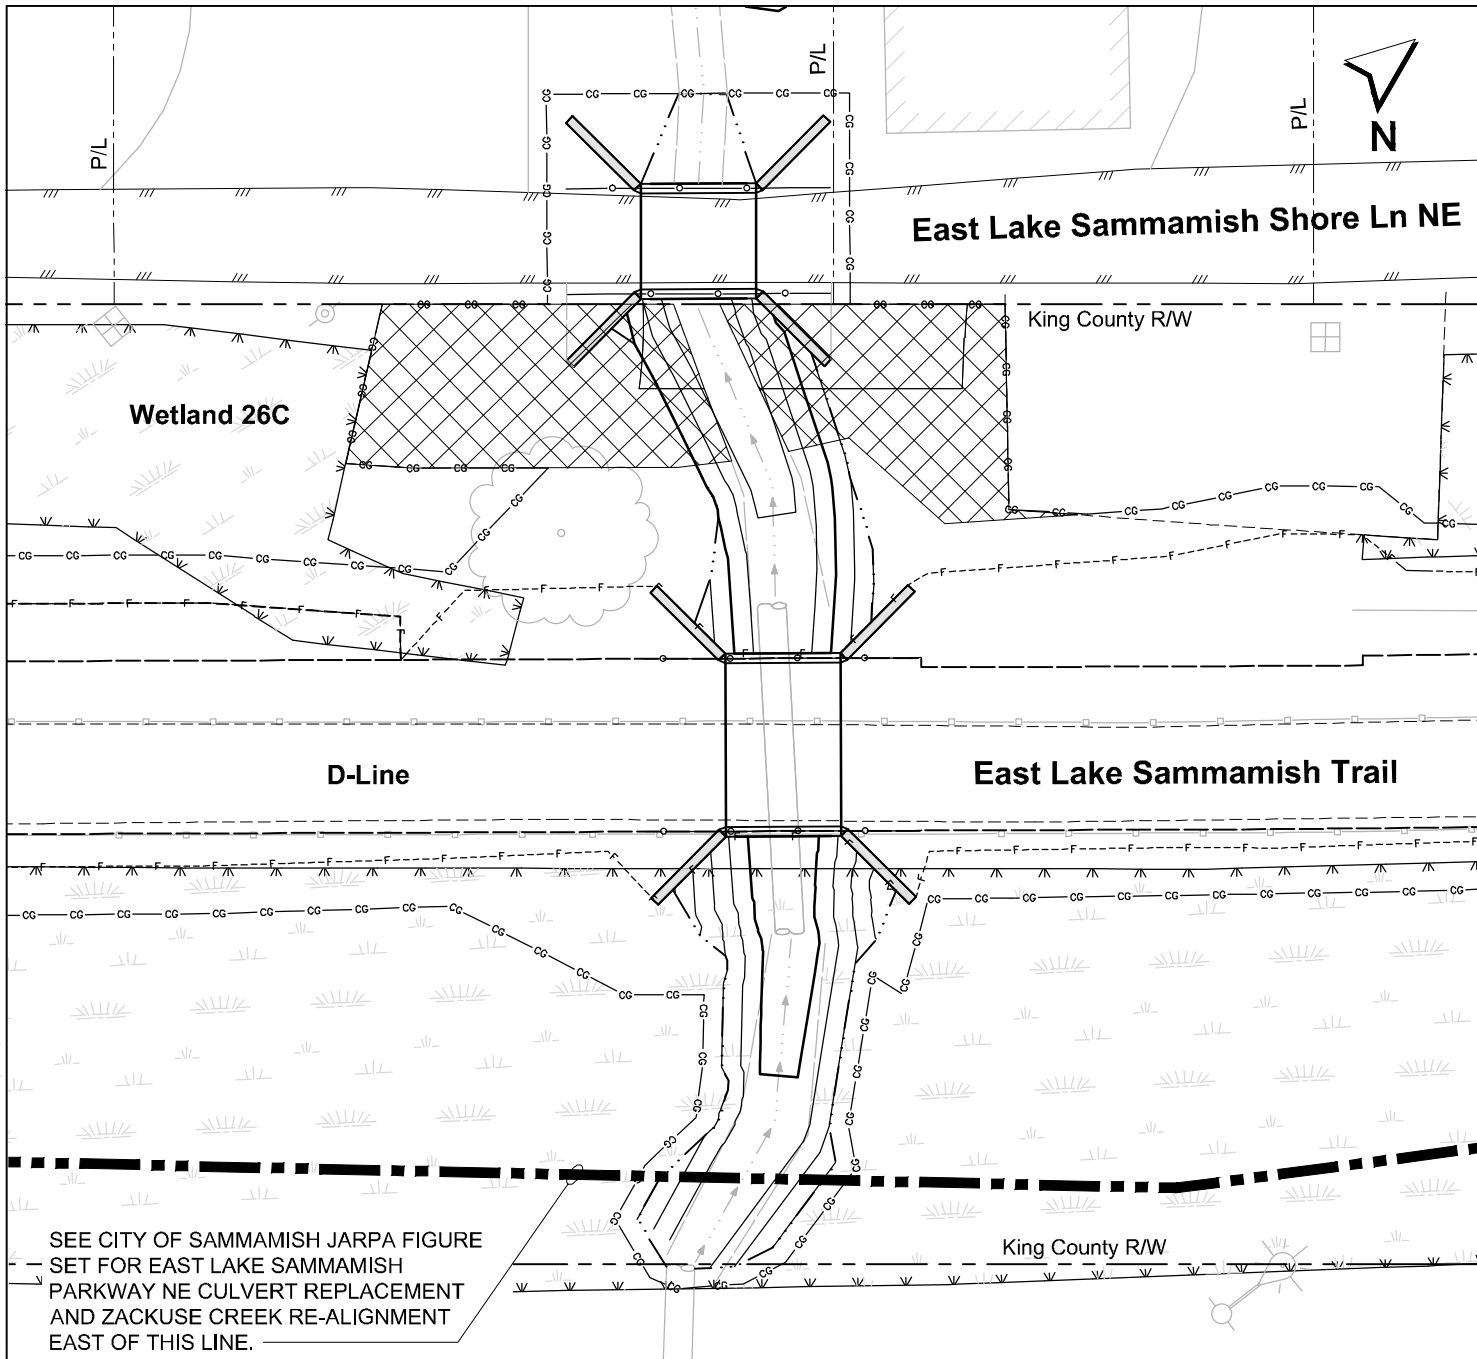 P/L
P/L
P/L
N
East Lake Sammamish Shore Ln NE
King County R/W
Wetland 26C
D-Line
East Lake Sammamish Trail
King County R/W
SEE CITY OF SAMMAMISH JARPA FIGURE
SET FOR EAST LAKE SAMMAMISH
PARKWAY NE CULVERT REPLACEMENT
AND ZACKUSE CREEK RE-ALIGNMENT
EAST OF THIS LINE.